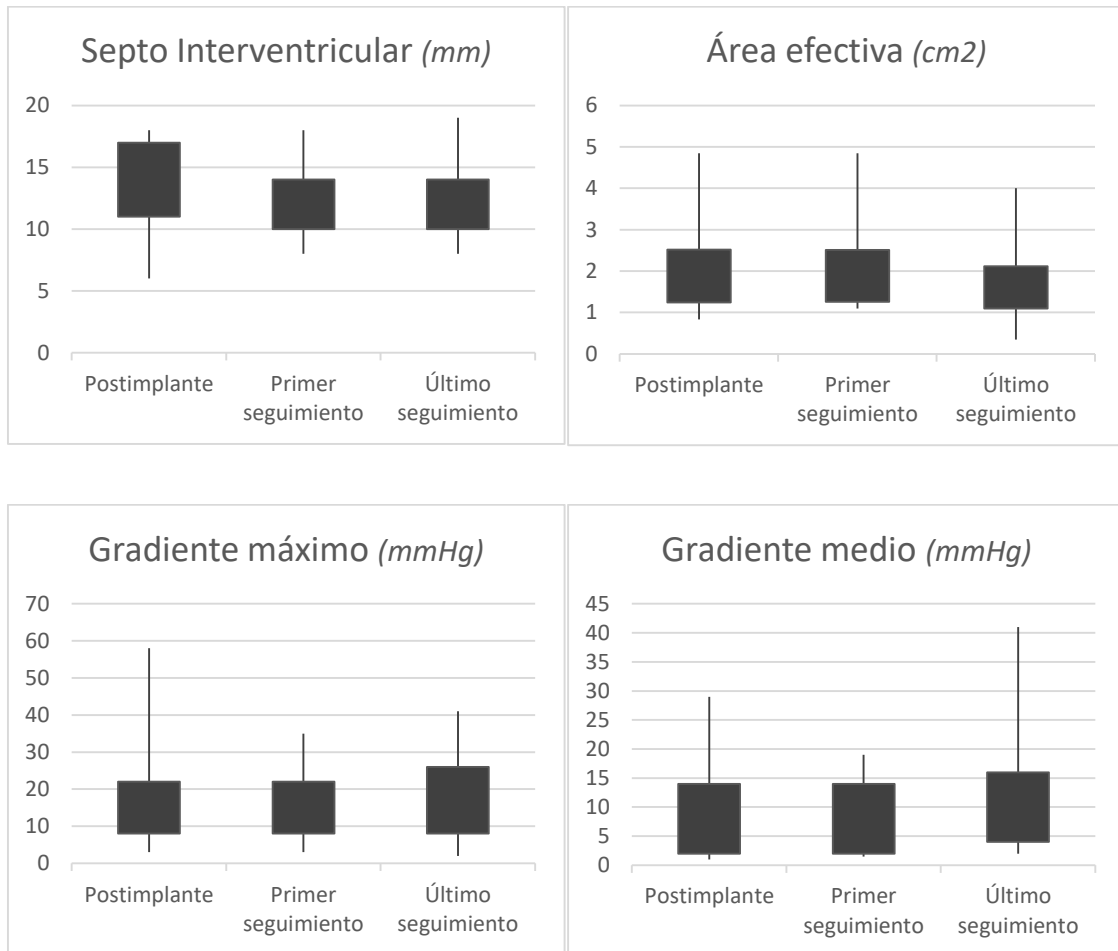 Septo Interventricular (mm)
20
15
10
5
0
Postimplante
Primer
seguimiento
Último
seguimiento
Área efectiva (cm2)
6
5
4
3
2
1
0
Postimplante
Primer
seguimiento
Último
seguimiento
Gradiente máximo (mmHg)
70
60
50
40
30
20
10
0
Postimplante
Primer
seguimiento
Último
seguimiento
Gradiente medio (mmHg)
45
40
35
30
25
20
15
10
5
0
Postimplante
Primer
seguimiento
Último
seguimiento